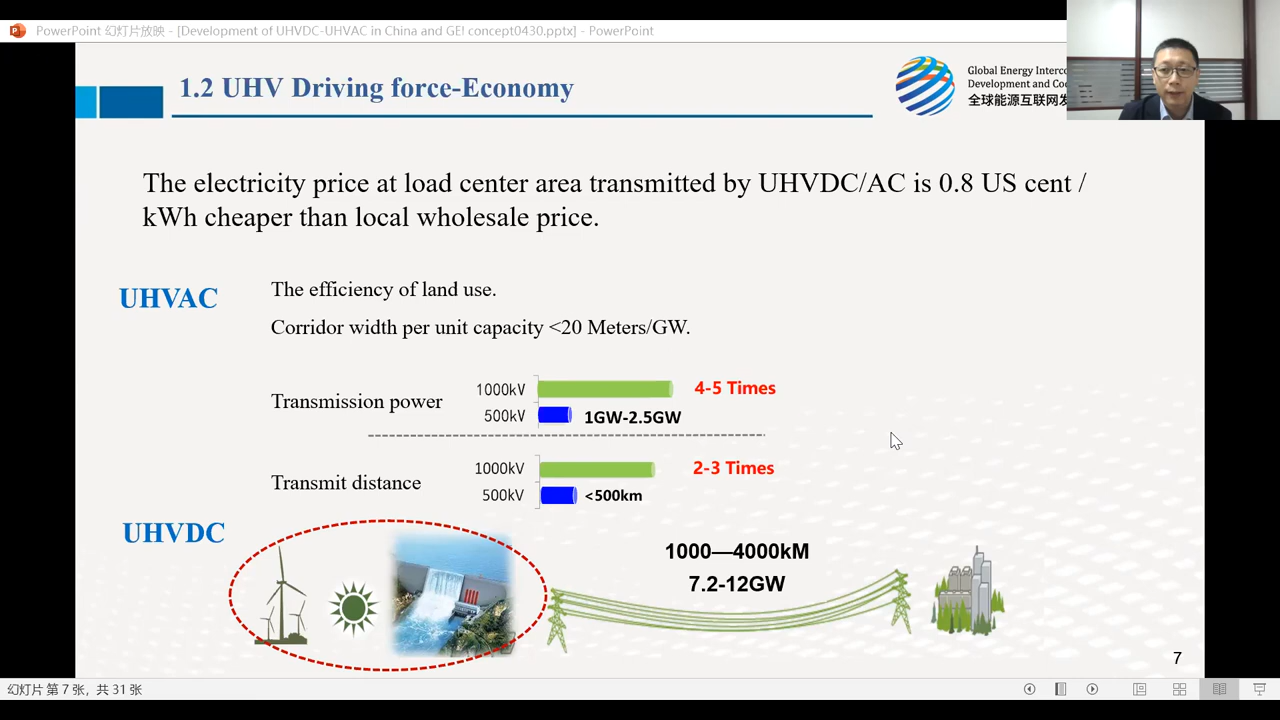 PowerPoint 幻灯片放映 - [Development of UHVDC-UHVAC in China and GEI concept0430.pptx] - PowerPoint
1.2 UHV Driving force-Economy
Global Energy
Development and
全球能源互联网
The electricity price at load center area transmitted by UHVDC/AC is 0.8 US cent /
kWh cheaper than local wholesale price.
UHVAC
The efficiency of land use.
Corridor width per unit capacity <20 Meters/GW.
Transmission power
1000kV
4-5 Times
500kV
1GW-2.5GW
Transmit distance
1000kV
2-3 Times
500kV
<500km
UHVDC
1000—4000kM
7.2-12GW
7
幻灯片 第 7 张，共 31 张